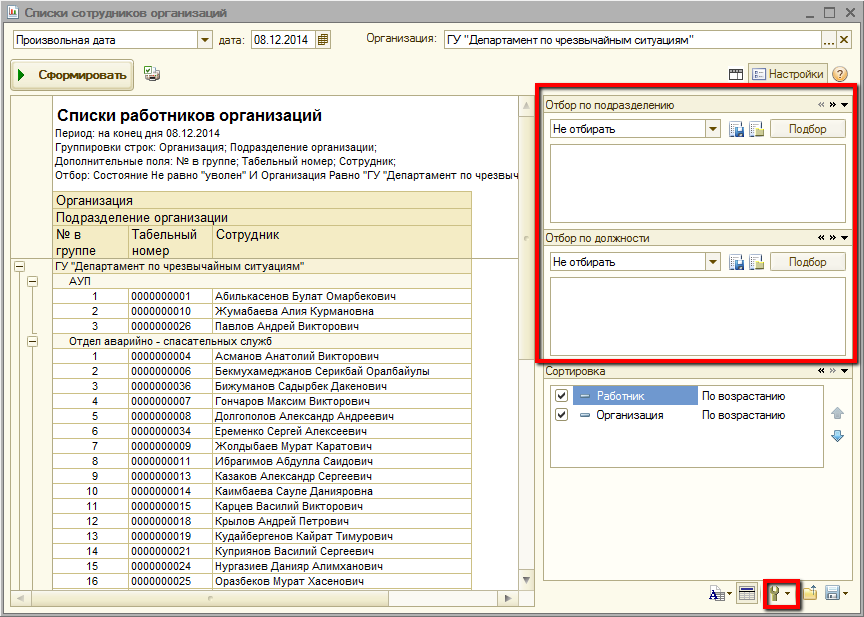 Списки сотрудников организаций
Произвольная дата дата: 08.12.2014 Организация: ГУ "Департамент по чрезвычайным ситуациям" ... ×
Сформировать Настройки ?
Списки работников организаций
Период: на конец дня 08.12.2014
Группировки строк: Организация; Подразделение организации;
Дополнительные поля: № в группе; Табельный номер; Сотрудник;
Отбор: Состояние Не равно "уволен" И Организация Равно "ГУ "Департамент по чрезвыч
Организация
Подразделение организации
№ в группе Табельный номер Сотрудник
ГУ "Департамент по чрезвычайным ситуациям"
АУП
1 0000000001 Абилькасенов Булат Омарбекович
2 0000000010 Жумабаева Алия Курмановна
3 0000000026 Павлов Андрей Викторович
Отдел аварийно - спасательных служб
1 0000000004 Асманов Анатолий Викторович
2 0000000006 Бекмухамеджанов Серикбай Оралбайулы
3 0000000036 Бижуманов Садырбек Дакенович
4 0000000007 Гончаров Максим Викторович
5 0000000008 Долгополов Александр Андреевич
6 0000000034 Еременко Сергей Алексеевич
7 0000000009 Жолдыбаев Мурат Каратович
8 0000000011 Ибрагимов Абдулла Саидович
9 0000000013 Казаков Александр Сергеевич
10 0000000014 Каимбаева Сауле Данияровна
11 0000000015 Карцев Василий Викторович
12 0000000018 Крылов Андрей Петрович
13 0000000019 Кудайбергенов Кайрат Тимурович
14 0000000021 Куприянов Василий Сергеевич
15 0000000024 Нургазиев Данияр Алимханович
16 0000000025 Оразбеков Мурат Хасенович
Отбор по подразделению
Не отбирать Подбор
Отбор по должности
Не отбирать Подбор
Сортировка
Работник По возрастанию
Организация По возрастанию